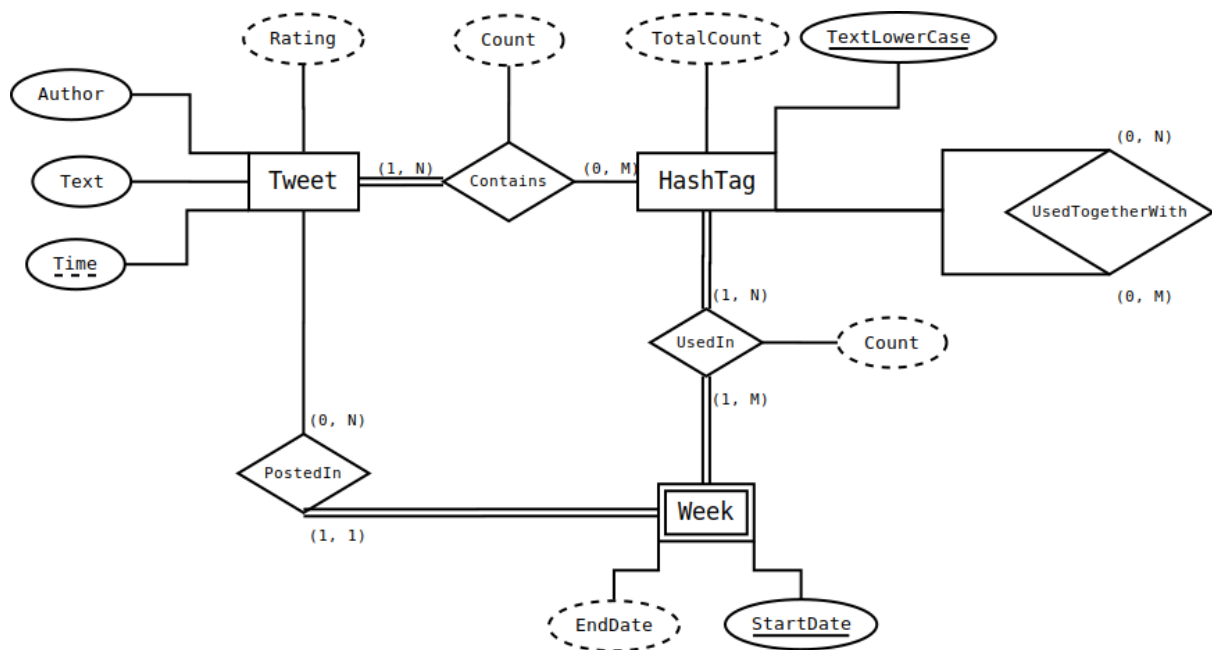 Rating
Count
TotalCount
TextLowerCase
Author
(0, N)
(1, N)
(0, M)
Text
Tweet
Contains
HashTag
UsedTogetherWith
Time
(1, N)
(0, M)
UsedIn
Count
(1, M)
(0, N)
PostedIn
Week
(1, 1)
EndDate
StartDate